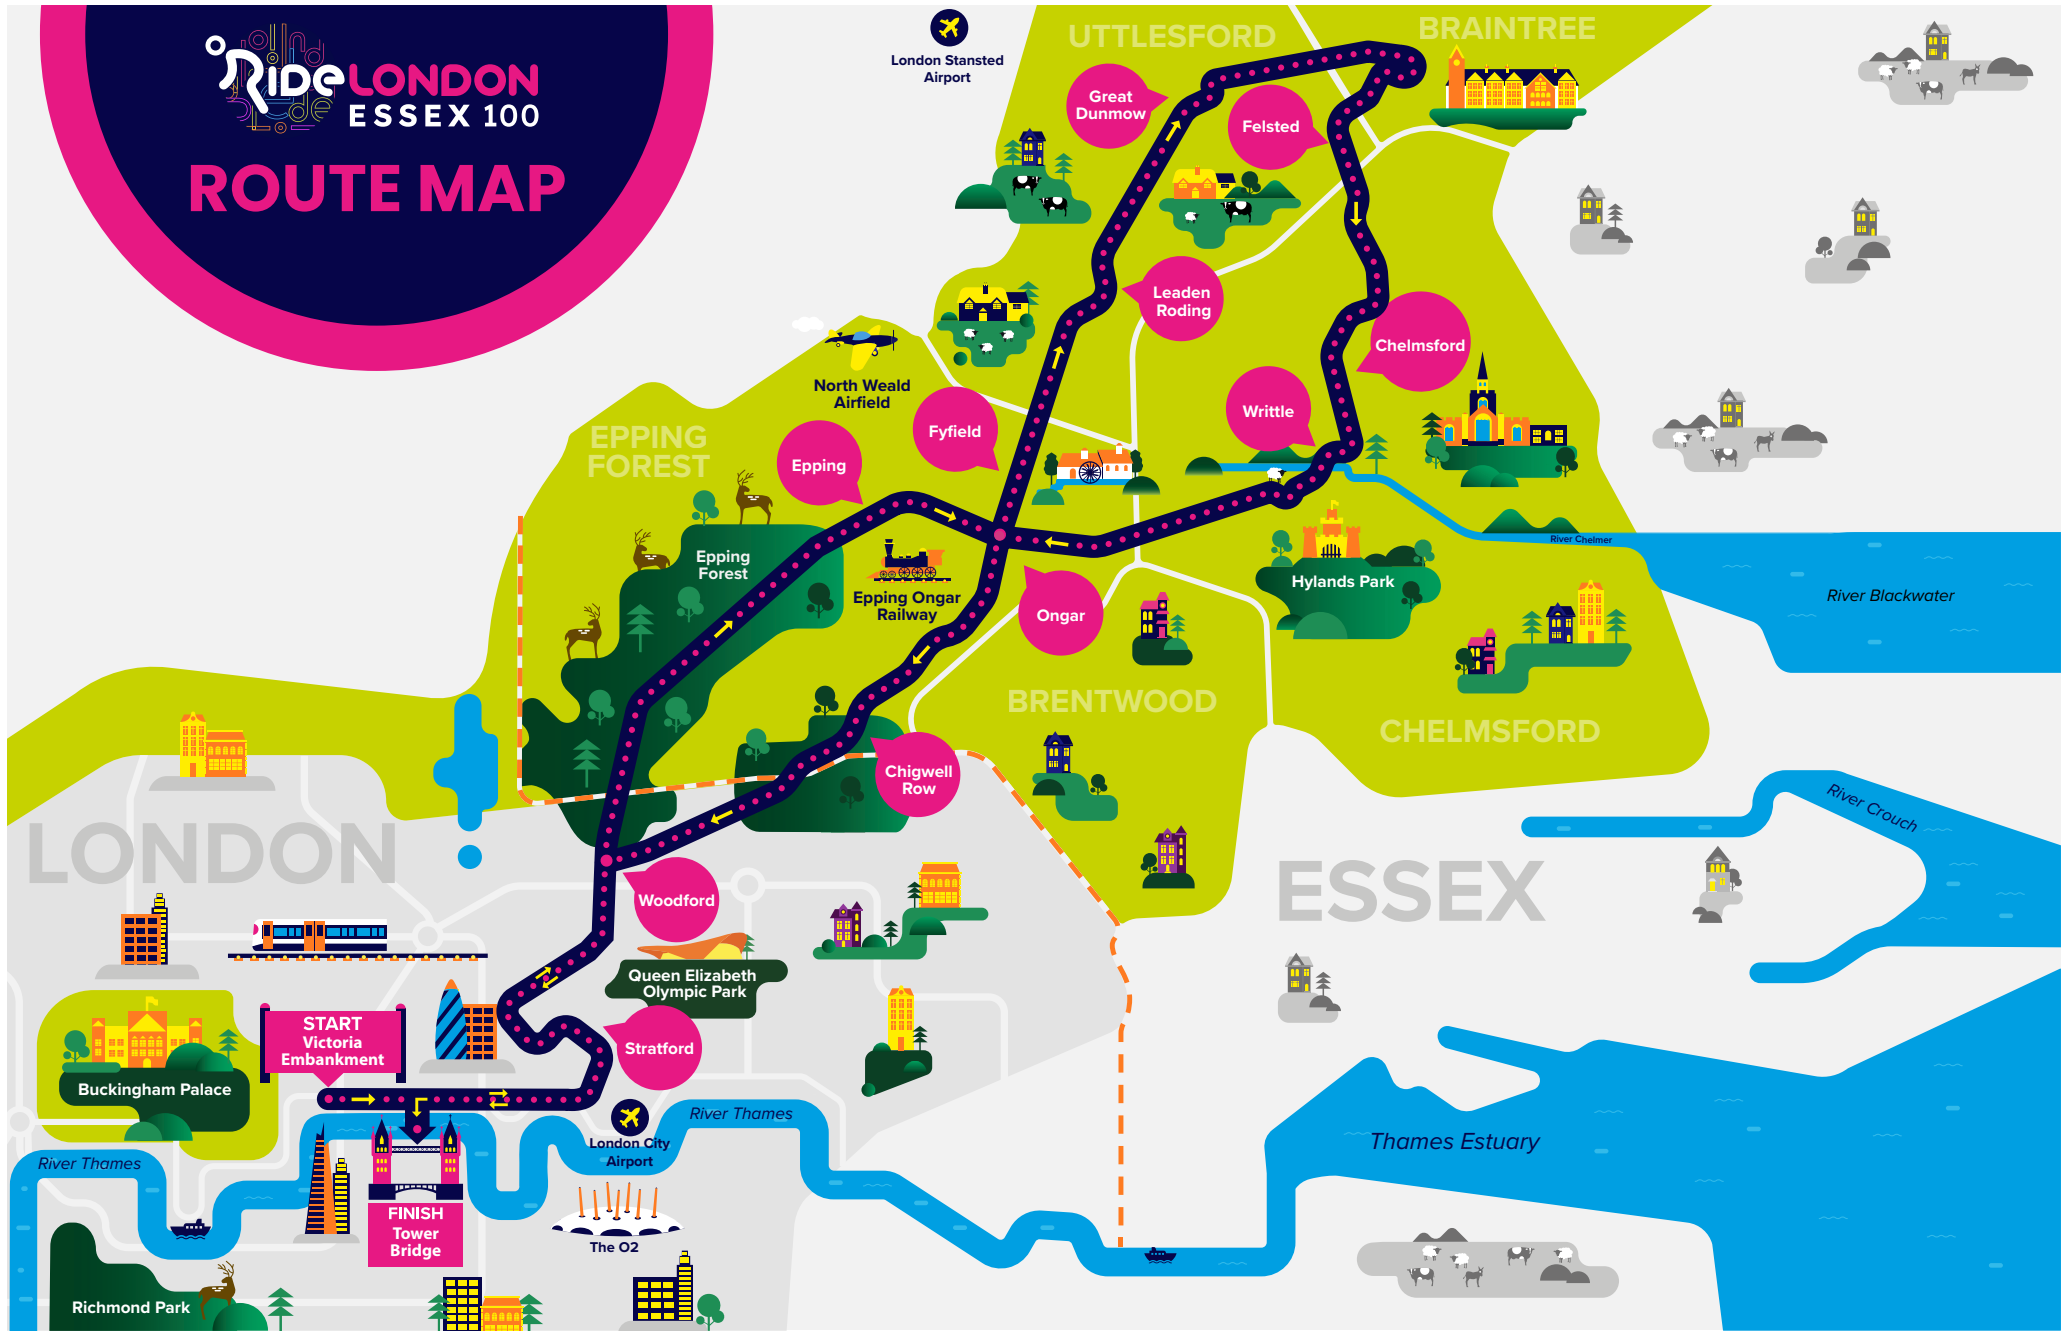 RIDE LONDON
ESSEX 100
ROUTE MAP
London Stansted
Airport
UTTLESFORD
BRAINTREE
Great
Dunmow
Felsted
Leaden
Roding
Chelmsford
North Weald
Airfield
Writtle
Fyfield
EPPING
FOREST
Epping
Epping
Forest
Epping Ongar
Railway
River Chelmer
Hylands Park
River Blackwater
Ongar
BRENTWOOD
CHELMSFORD
Chigwell
Row
River Crouch
LONDON
ESSEX
Woodford
Queen Elizabeth
Olympic Park
START
Victoria
Embankment
Stratford
Buckingham Palace
River Thames
London City
Airport
Thames Estuary
River Thames
FINISH
Tower
Bridge
The O2
Richmond Park